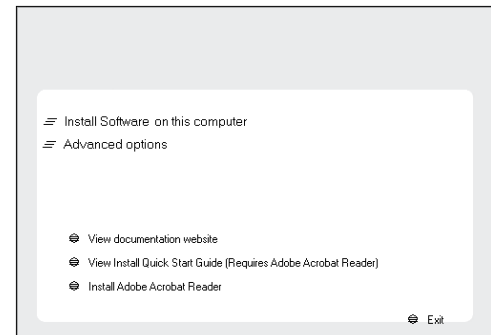 Install Software on this computer
Advanced options
View documentation website
View Install Quick Start Guide (Requires Adobe Acrobat Reader)
Install Adobe Acrobat Reader
Exit